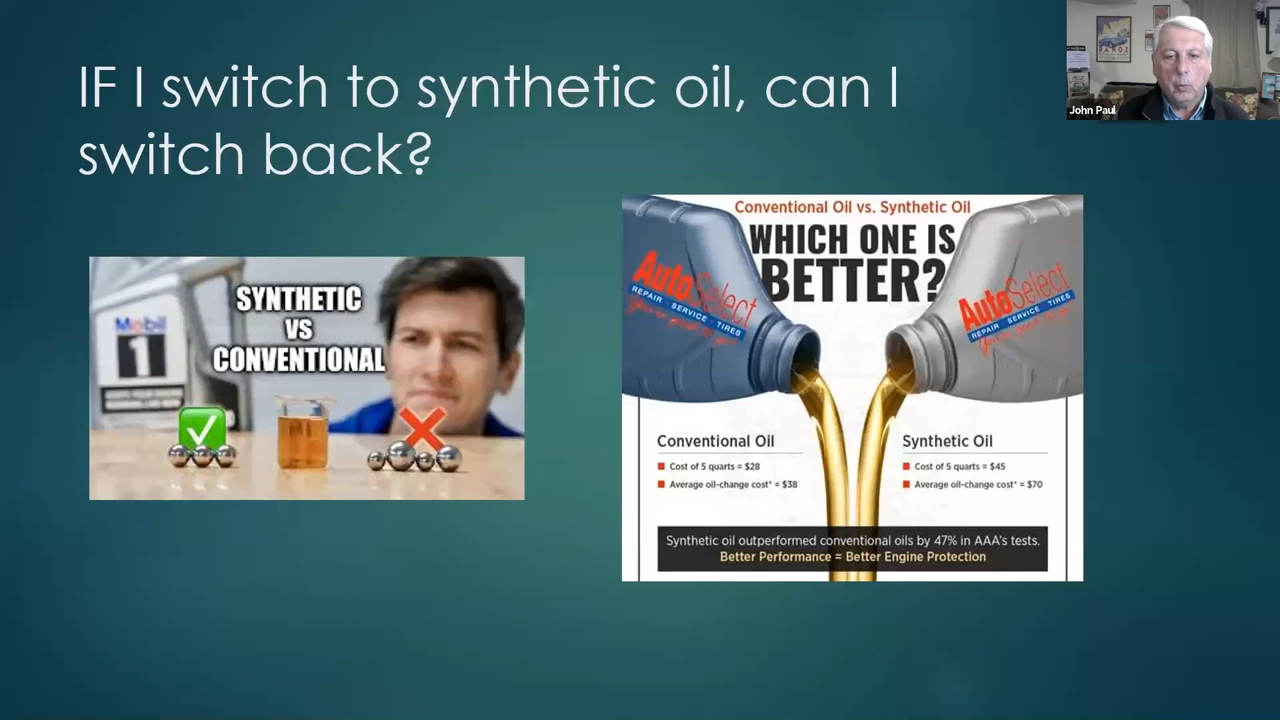 IF I switch to synthetic oil, can I
switch back?
John Paul
SYNTHETIC
VS
CONVENTIONAL
Mobil
1
Conventional Oil vs. Synthetic Oil
WHICH ONE IS
BETTER?
AutoSelect
REPAIR SERVICE TIRES
AutoSelect
REPAIR SERVICE TIRES
Conventional Oil
Cost of 5 quarts = $28
Average oil-change cost* = $38
Synthetic Oil
Cost of 5 quarts = $45
Average oil-change cost* = $70
Synthetic oil outperformed conventional oils by 47% in AAA's tests.
Better Performance = Better Engine Protection